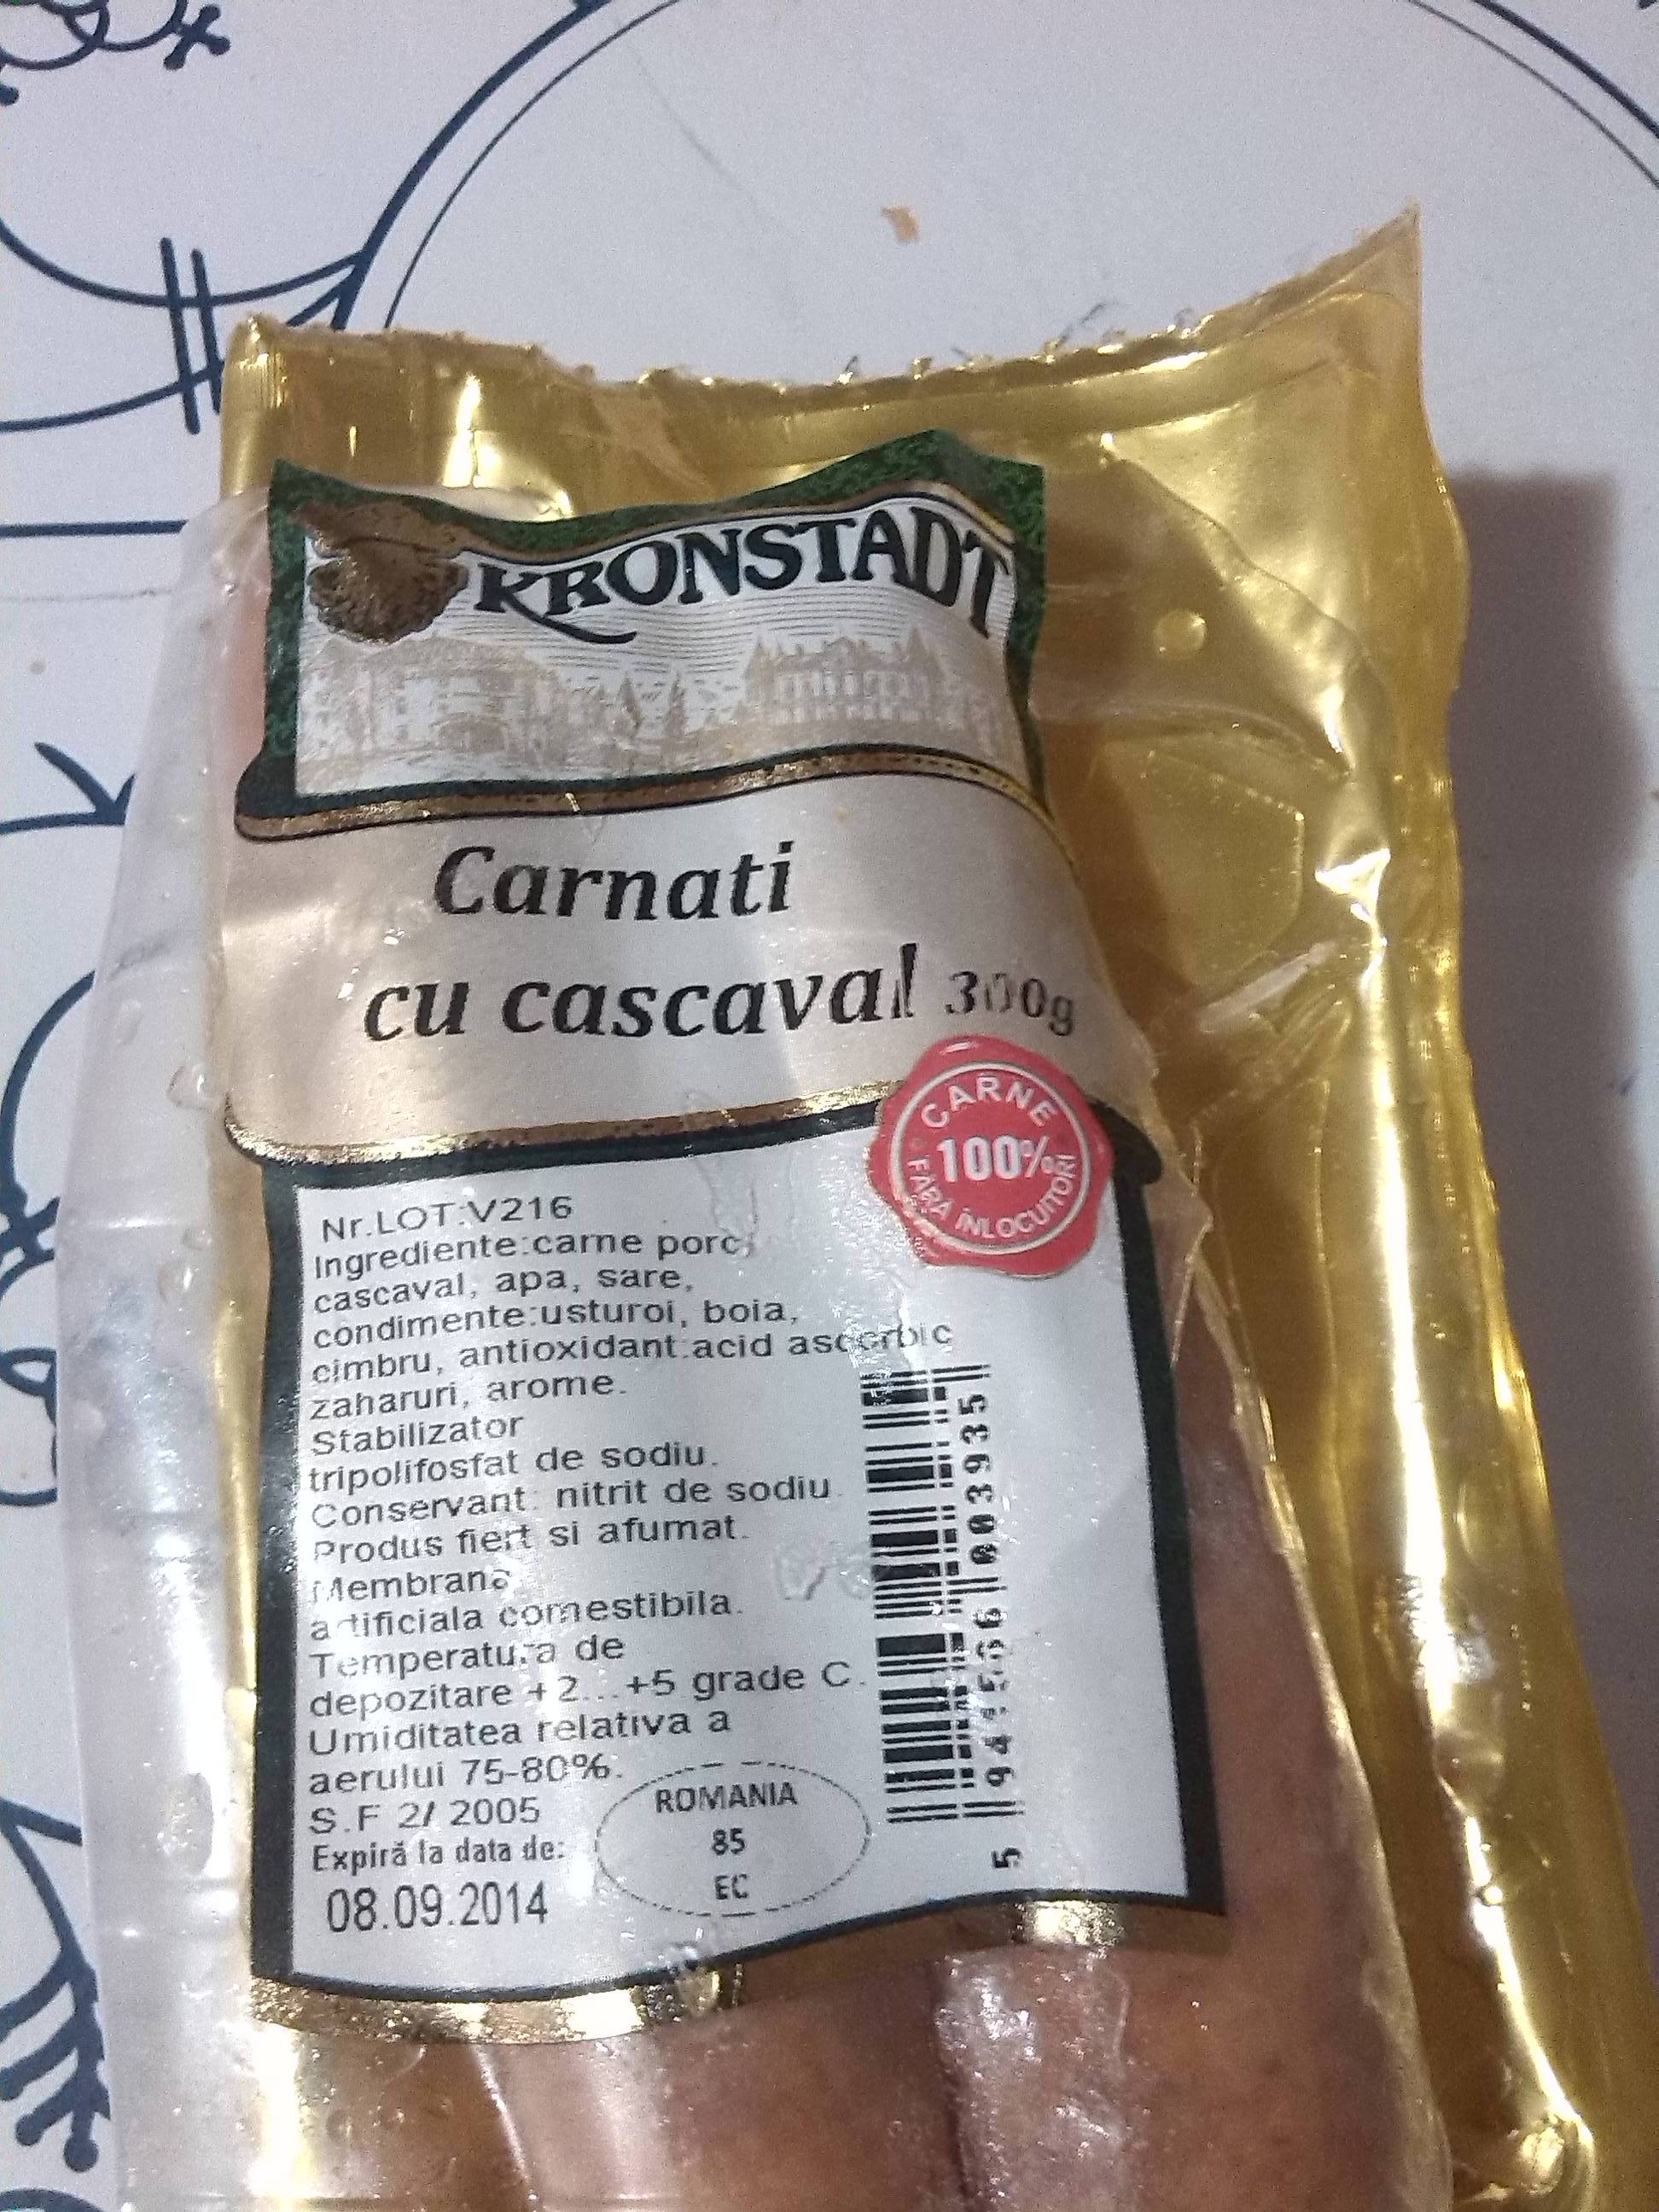 KRONSTADT
Carnati
cu cascaval 300g
CARNE
100%
FĂRĂ ÎNLOCUITORI
Nr.LOT:V216
Ingrediente:carne porc,
cascaval, apa, sare,
condimente:usturoi, boia,
cimbru, antioxidant:acid ascorbic
zaharuri, arome.
Stabilizator
tripolifosfat de sodiu.
Conservant: nitrit de sodiu.
Produs fiert si afumat.
Membrana
artificiala comestibila.
Temperatura de
depozitare +2...+5 grade C.
Umiditatea relativa a
aerului 75-80%.
S.F 2/ 2005
Expiră la data de:
08.09.2014
ROMANIA
85
EC